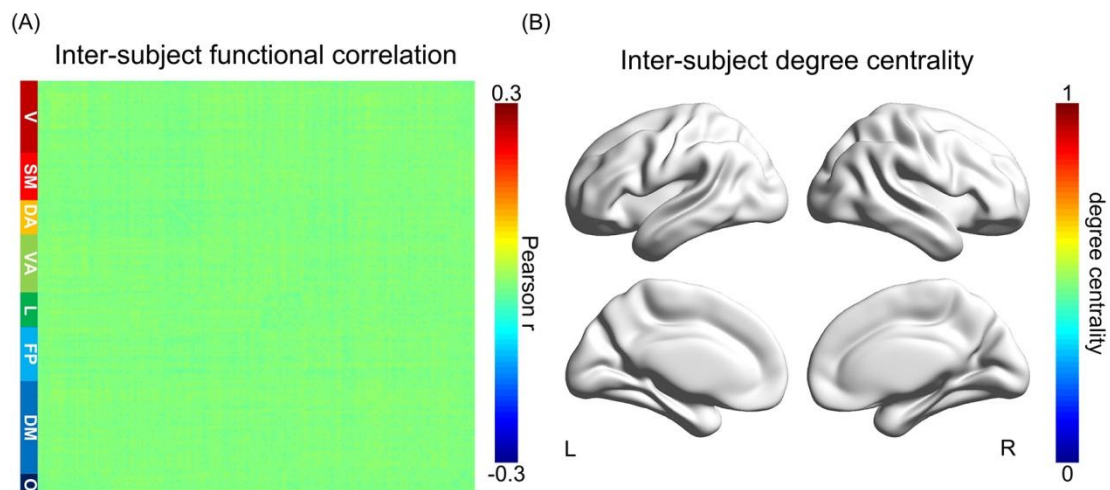 (A)
Inter-subject functional correlation
V
SM
DA
VA
L
FP
DM
O
0.3
Pearson r
-0.3
(B)
Inter-subject degree centrality
L
R
1
degree centrality
0